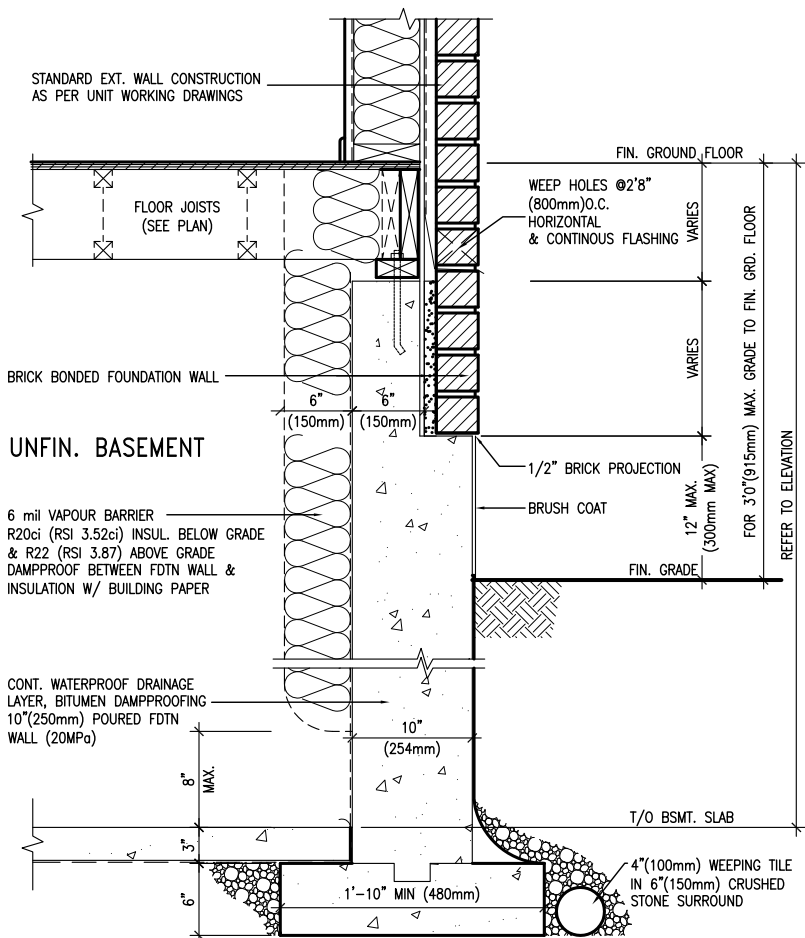 STANDARD EXT. WALL CONSTRUCTION
AS PER UNIT WORKING DRAWINGS
FIN. GROUND FLOOR
FLOOR JOISTS
(SEE PLAN)
WEEP HOLES @2'8"
(800mm)O.C.
HORIZONTAL
& CONTINOUS FLASHING
VARIES
VARIES
FOR 3'0"(915mm) MAX. GRADE TO FIN. GRD. FLOOR
REFER TO ELEVATION
BRICK BONDED FOUNDATION WALL
6"
(150mm)
6"
(150mm)
UNFIN. BASEMENT
1/2" BRICK PROJECTION
BRUSH COAT
12" MAX.
(300mm MAX)
6 mil VAPOUR BARRIER
R20ci (RSI 3.52ci) INSUL. BELOW GRADE
& R22 (RSI 3.87) ABOVE GRADE
DAMPPROOF BETWEEN FDTN WALL &
INSULATION W/ BUILDING PAPER
FIN. GRADE
CONT. WATERPROOF DRAINAGE
LAYER, BITUMEN DAMPPROOFING
10"(250mm) POURED FDTN
WALL (20MPa)
10"
(254mm)
8"
MAX.
T/O BSMT. SLAB
3"
6"
1'-10" MIN (480mm)
4"(100mm) WEEPING TILE
IN 6"(150mm) CRUSHED
STONE SURROUND